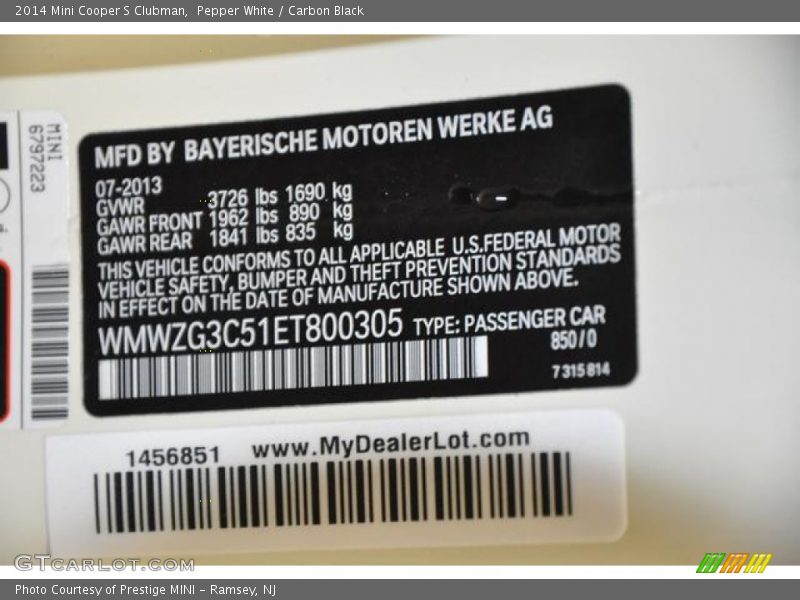 2014 Mini Cooper S Clubman,  Pepper White / Carbon Black
MINI
6797223
MFD BY BAYERISCHE MOTOREN WERKE AG
07-2013
GVWR 3726 lbs 1690 kg
GAWR FRONT 1962 lbs 890 kg
GAWR REAR 1841 lbs 835 kg
THIS VEHICLE CONFORMS TO ALL APPLICABLE U.S.FEDERAL MOTOR
VEHICLE SAFETY, BUMPER AND THEFT PREVENTION STANDARDS
IN EFFECT ON THE DATE OF MANUFACTURE SHOWN ABOVE.
WMWZG3C51ET800305 TYPE: PASSENGER CAR
850/0
7315814
1456851 www.MyDealerLot.com
GTCARLOT.COM
Photo Courtesy of Prestige MINI - Ramsey, NJ